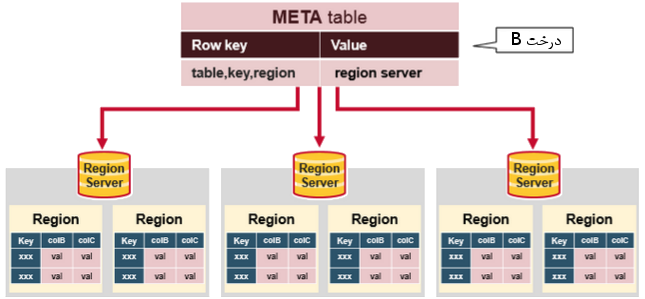 META table
Row key Value
درخت B
table,key,region region server
Region Server
Region Server
Region Server
Region Region Region Region Region Region
Key colB colC Key colB colC Key colB colC Key colB colC Key colB colC Key colB colC
xxx val val xxx val val xxx val val xxx val val xxx val val xxx val val
xxx val val xxx val val xxx val val xxx val val xxx val val xxx val val